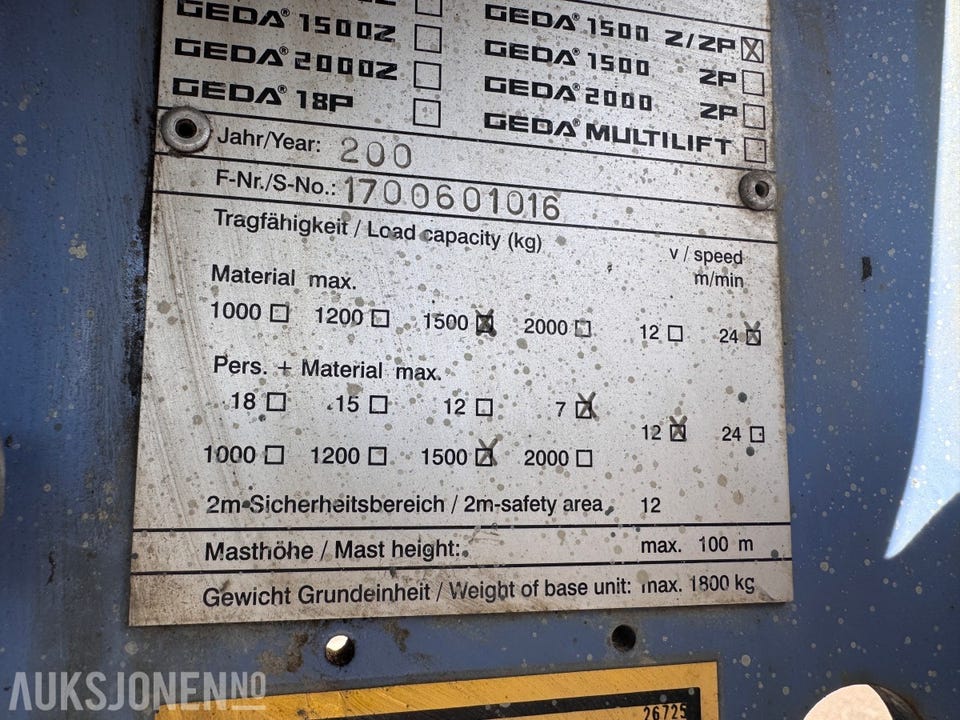 GEDA® 1500Z GEDA® 1500 Z/ZP
GEDA® 2000Z GEDA® 1500 ZP
GEDA® 18P GEDA® 2000 ZP
GEDA® MULTILIFT
Jahr/Year: 200
F-Nr./S-No.: 1700601016
Tragfähigkeit / Load capacity (kg)
v / speed
m/min
Material max.
1000 1200 1500 2000 12 24
Pers. + Material max.
18 15 12 7
12 24
1000 1200 1500 2000
2m-Sicherheitsbereich / 2m-safety area 12
Masthöhe / Mast height: max. 100 m
Gewicht Grundeinheit / Weight of base unit: max. 1800 kg
26725
AUKSJONEN.NO